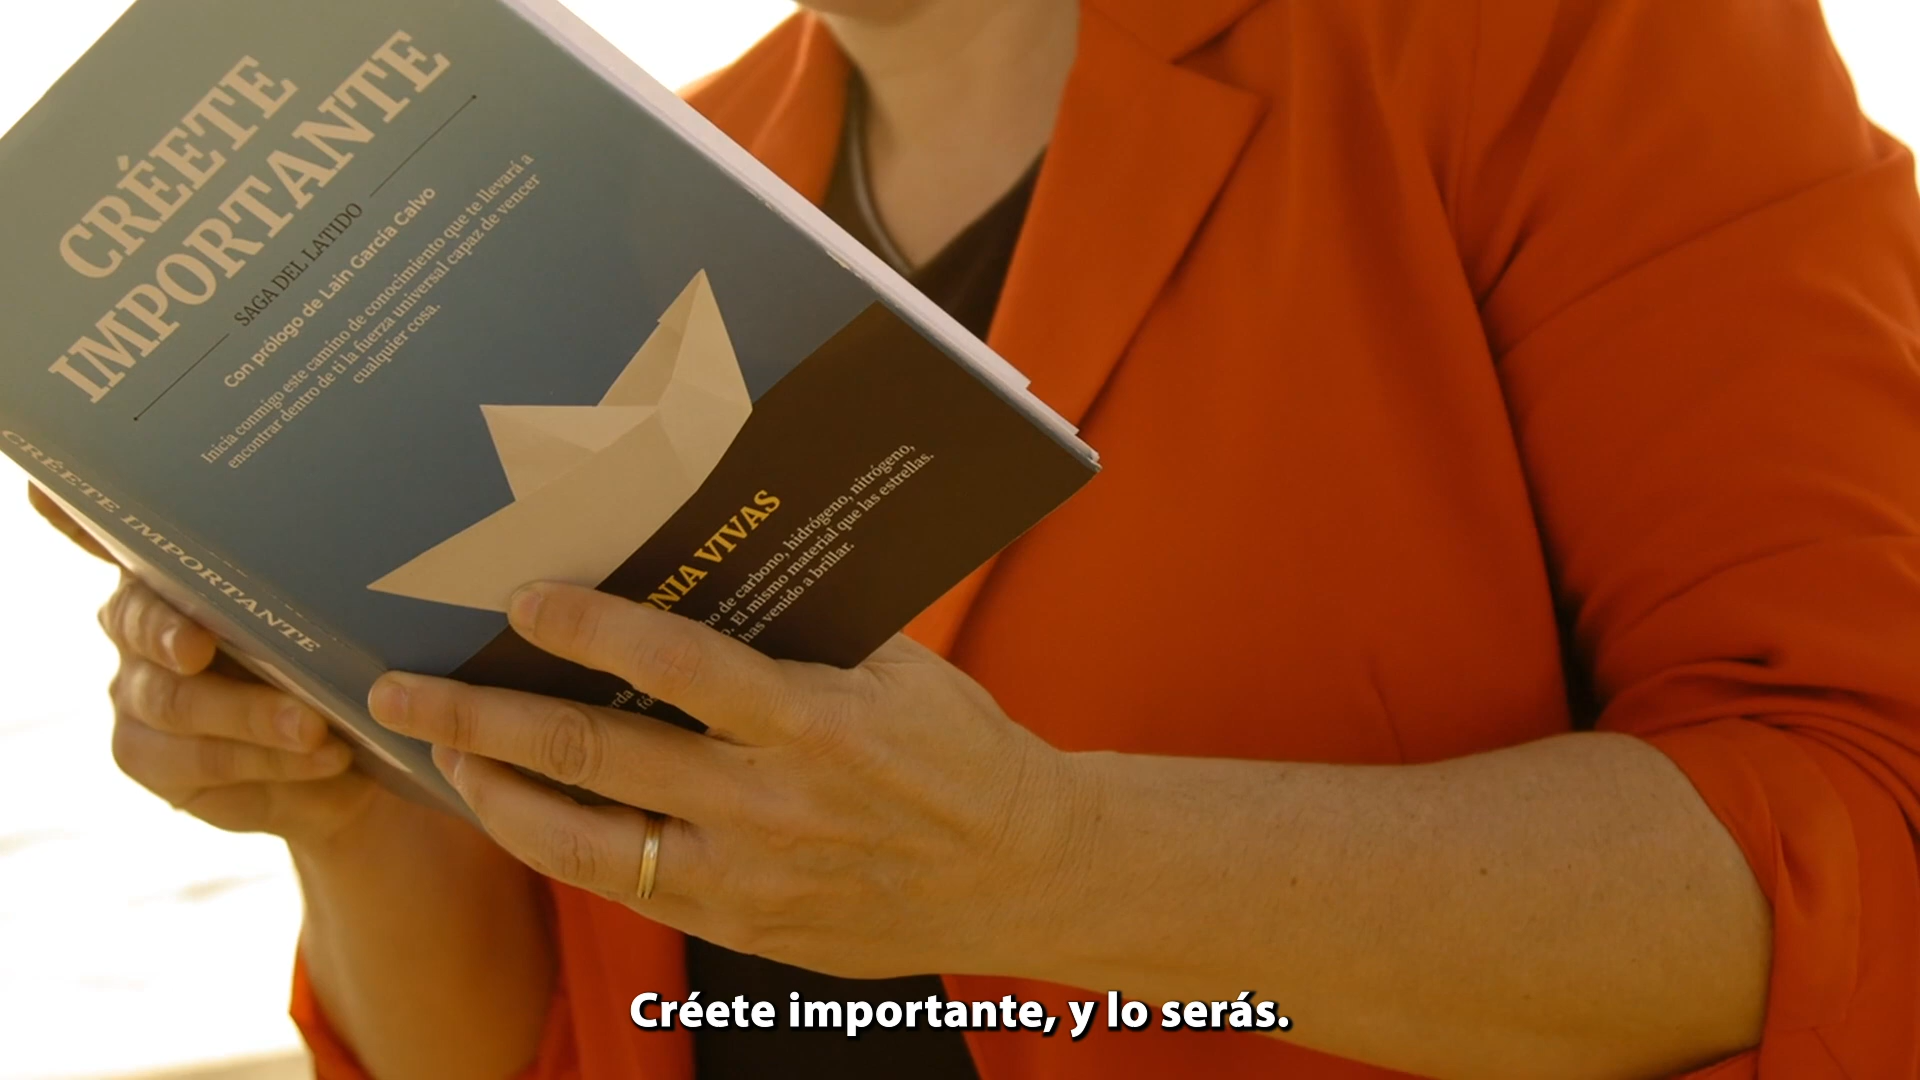 CRÉETE
IMPORTANTE
SAGA DEL LATIDO
Con prólogo de Lain García Calvo
Inicia conmigo este camino de conocimiento que te llevará a
encontrar dentro de ti la fuerza universal capaz de vencer
cualquier cosa.
CRÉETE IMPORTANTE
VIVAS
de carbono, hidrógeno, nitrógeno,
El mismo material que las estrellas.
has venido a brillar.
Créete importante, y lo serás.